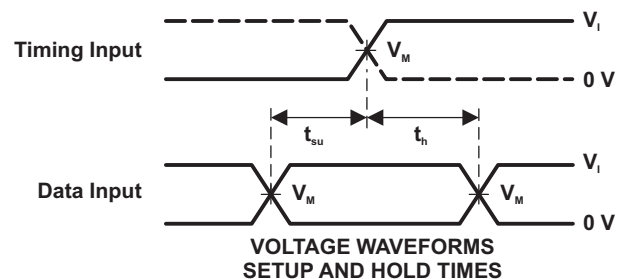 V_I
Timing Input
V_M
0 V
t_su
t_h
V_I
Data Input
V_M
V_M
0 V
VOLTAGE WAVEFORMS
SETUP AND HOLD TIMES